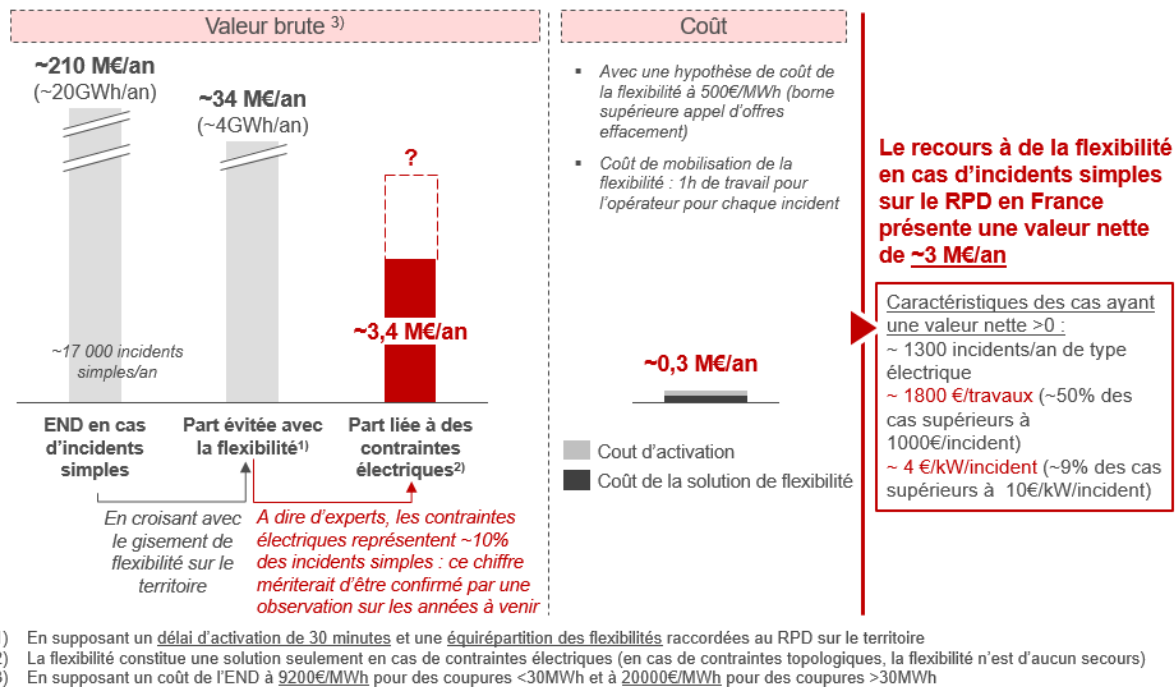 Valeur brute 3)
~210 M€/an
(~20GWh/an)
~34 M€/an
(~4GWh/an)
?
~3,4 M€/an
~17 000 incidents
simples/an
END en cas
d'incidents
simples
Part évitée avec
la flexibilité1)
Part liée à des
contraintes
électriques2)
En croisant avec
le gisement de
flexibilité sur le
territoire
A dire d'experts, les contraintes
électriques représentent ~10%
des incidents simples : ce chiffre
mériterait d'être confirmé par une
observation sur les années à venir
Coût
▪ Avec une hypothèse de coût de
la flexibilité à 500€/MWh (borne
supérieure appel d'offres
effacement)
▪ Coût de mobilisation de la
flexibilité : 1h de travail pour
l'opérateur pour chaque incident
~0,3 M€/an
Cout d'activation
Coût de la solution de flexibilité
Le recours à de la flexibilité
en cas d'incidents simples
sur le RPD en France
présente une valeur nette
de ~3 M€/an
Caractéristiques des cas ayant
une valeur nette >0 :
~ 1300 incidents/an de type
électrique
~ 1800 €/travaux (~50% des
cas supérieurs à
1000€/incident)
~ 4 €/kW/incident (~9% des cas
supérieurs à 10€/kW/incident)
1) En supposant un délai d'activation de 30 minutes et une équirépartition des flexibilités raccordées au RPD sur le territoire
2) La flexibilité constitue une solution seulement en cas de contraintes électriques (en cas de contraintes topologiques, la flexibilité n'est d'aucun secours)
3) En supposant un coût de l'END à 9200€/MWh pour des coupures <30MWh et à 20000€/MWh pour des coupures >30MWh